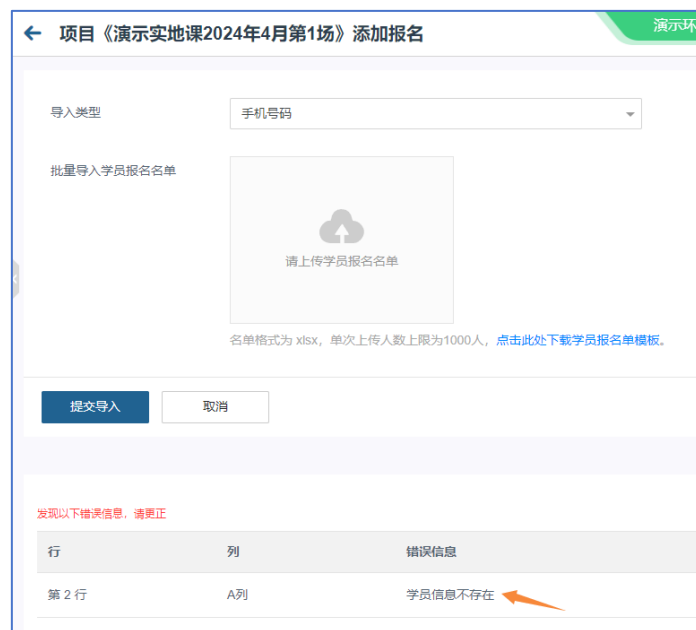 项目《演示实地课2024年4月第1场》添加报名
演示环
导入类型
手机号码
批量导入学员报名名单
请上传学员报名名单
名单格式为 xlsx，单次上传人数上限为1000人，点击此处下载学员报名单模板。
提交导入
取消
发现以下错误信息，请更正
行 列 错误信息
第 2 行 A列 学员信息不存在